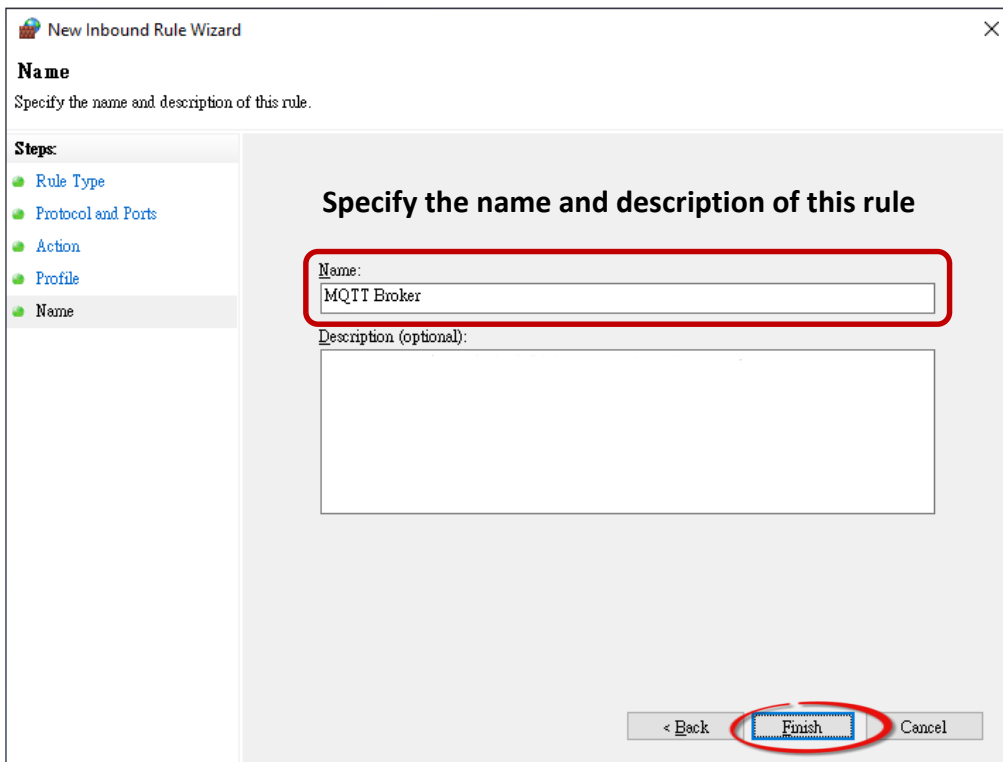 New Inbound Rule Wizard
Name
Specify the name and description of this rule.
Steps:
Rule Type
Protocol and Ports
Action
Profile
Name
Specify the name and description of this rule
Name:
MQTT Broker
Description (optional):
< Back Finish Cancel